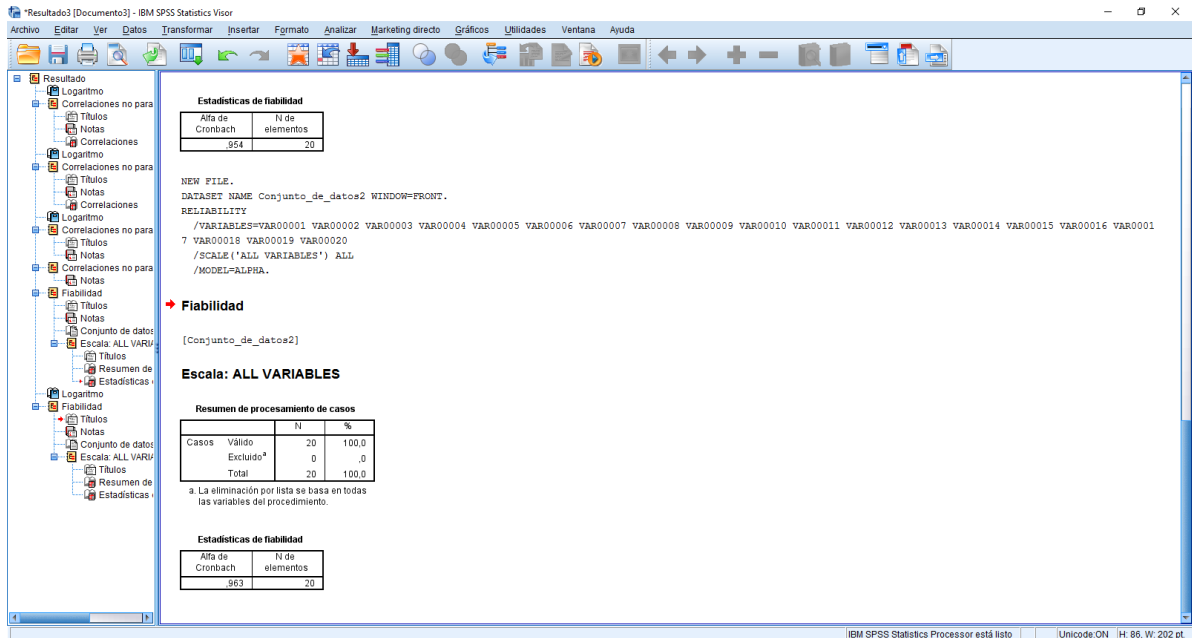 *Resultado3 [Documento3] - IBM SPSS Statistics Visor
Archivo Editar Ver Datos Transformar Insertar Formato Analizar Marketing directo Gráficos Utilidades Ventana Ayuda
Resultado
Logaritmo
Correlaciones no para
Títulos
Notas
Correlaciones
Logaritmo
Correlaciones no para
Títulos
Notas
Correlaciones
Logaritmo
Correlaciones no para
Títulos
Notas
Correlaciones no para
Notas
Fiabilidad
Títulos
Notas
Conjunto de datos
Escala: ALL VARIA
Títulos
Resumen de
Estadísticas
Logaritmo
Fiabilidad
Títulos
Notas
Conjunto de datos
Escala: ALL VARIA
Títulos
Resumen de
Estadísticas
Estadísticas de fiabilidad
Alfa de Cronbach N de elementos
,954 20
NEW FILE.
DATASET NAME Conjunto_de_datos2 WINDOW=FRONT.
RELIABILITY
/VARIABLES=VAR00001 VAR00002 VAR00003 VAR00004 VAR00005 VAR00006 VAR00007 VAR00008 VAR00009 VAR00010 VAR00011 VAR00012 VAR00013 VAR00014 VAR00015 VAR00016 VAR0001
7 VAR00018 VAR00019 VAR00020
/SCALE('ALL VARIABLES') ALL
/MODEL=ALPHA.
Fiabilidad
[Conjunto_de_datos2]
Escala: ALL VARIABLES
Resumen de procesamiento de casos
N %
Casos Válido 20 100,0
Excluidoª 0 ,0
Total 20 100,0
a. La eliminación por lista se basa en todas
las variables del procedimiento.
Estadísticas de fiabilidad
Alfa de Cronbach N de elementos
,963 20
IBM SPSS Statistics Processor está listo Unicode:ON H: 86, W: 202 pt.